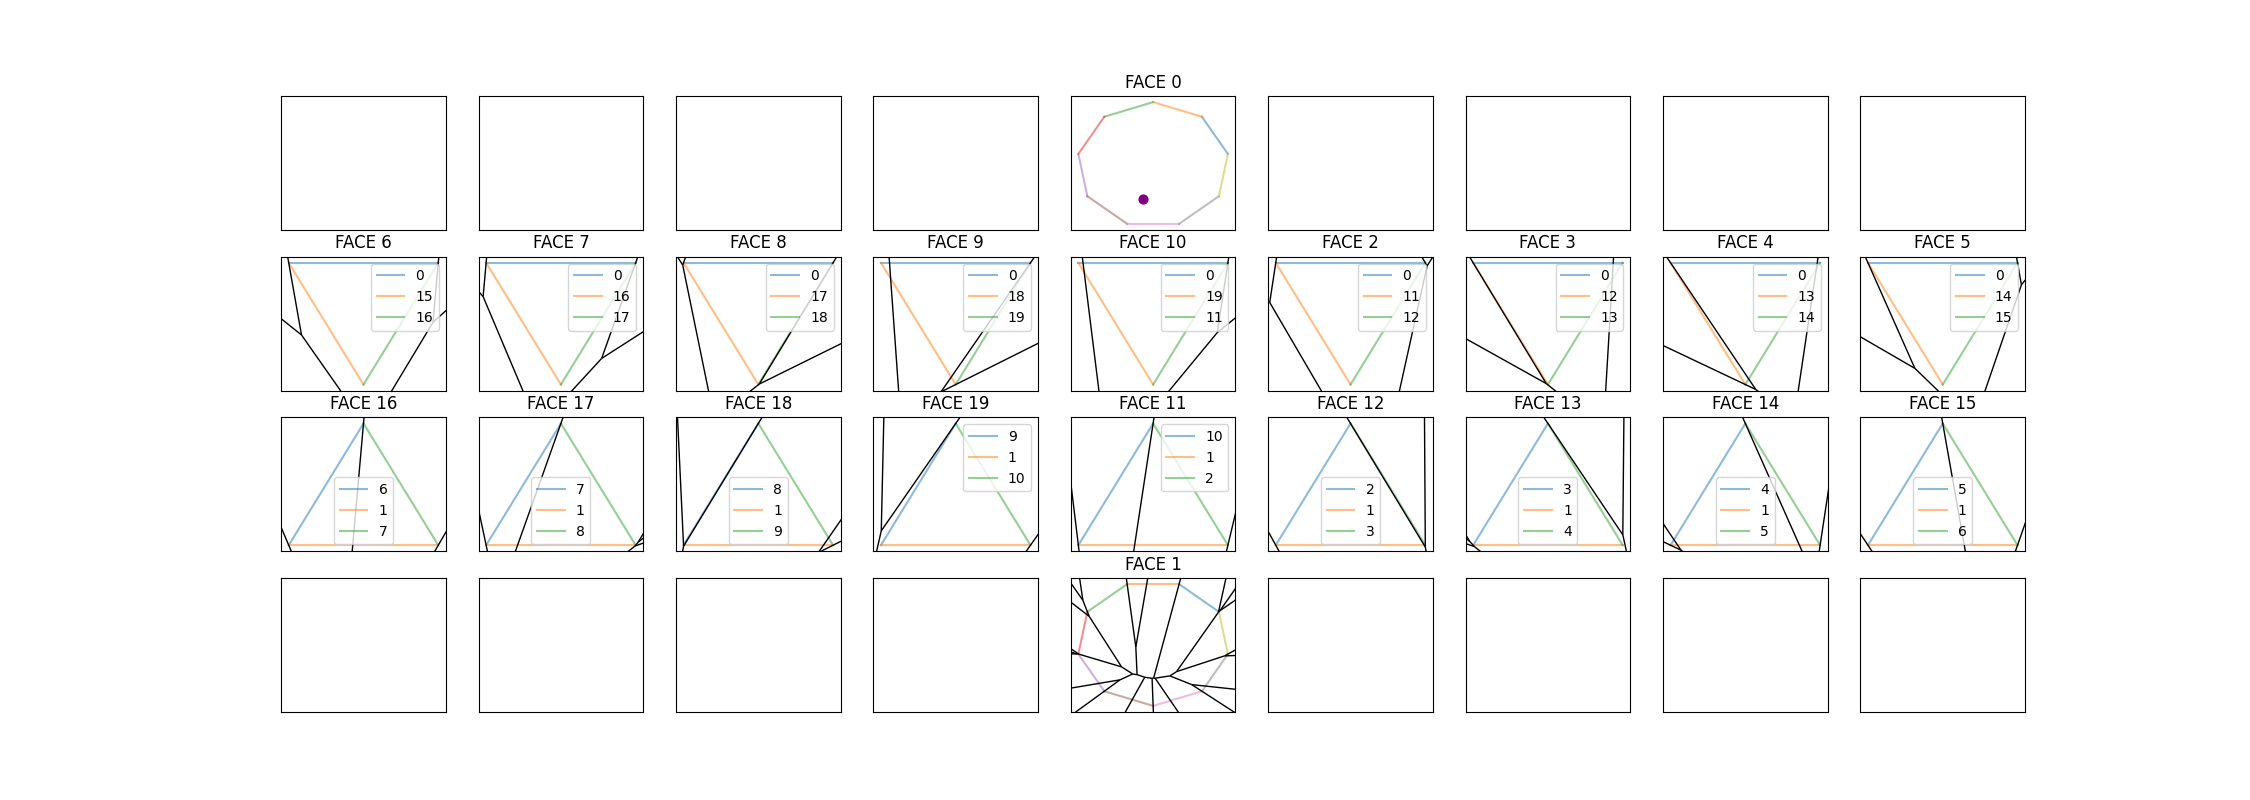 FACE 0
FACE 6
FACE 7
FACE 8
FACE 9
FACE 10
FACE 2
FACE 3
FACE 4
FACE 5
0
15
16
0
16
17
0
17
18
0
18
19
0
19
11
0
11
12
0
12
13
0
13
14
0
14
15
FACE 16
FACE 17
FACE 18
FACE 19
FACE 11
FACE 12
FACE 13
FACE 14
FACE 15
6
1
7
7
1
8
8
1
9
9
1
10
10
1
2
2
1
3
3
1
4
4
1
5
5
1
6
FACE 1